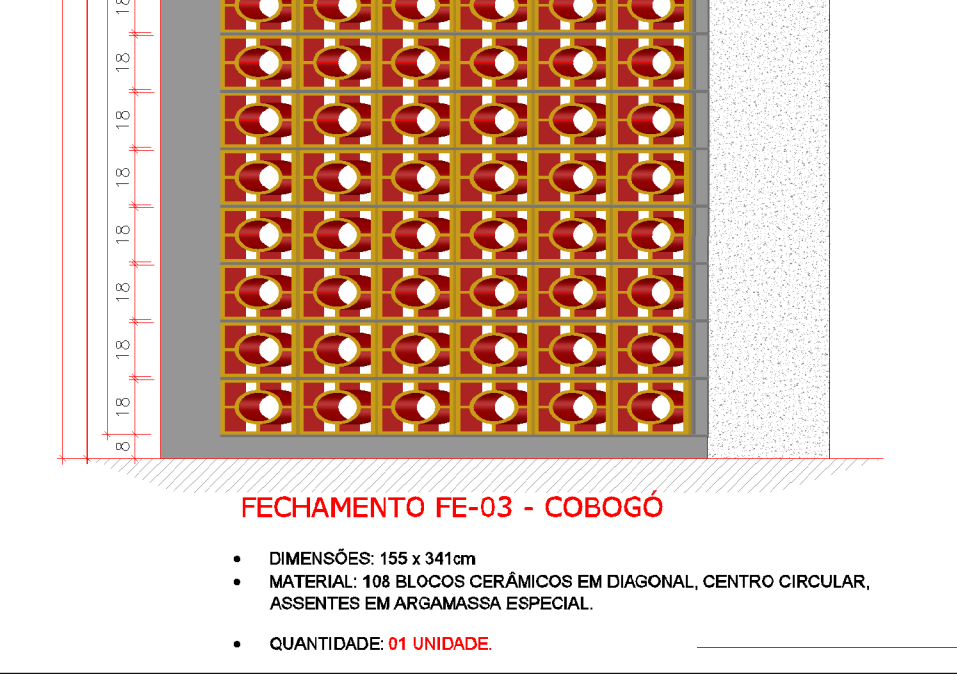 18
18
18
18
18
18
18
18
8
FECHAMENTO FE-03 - COBOGÓ
• DIMENSÕES: 155 x 341cm
• MATERIAL: 108 BLOCOS CERÂMICOS EM DIAGONAL, CENTRO CIRCULAR,
ASSENTES EM ARGAMASSA ESPECIAL.
• QUANTIDADE: 01 UNIDADE.